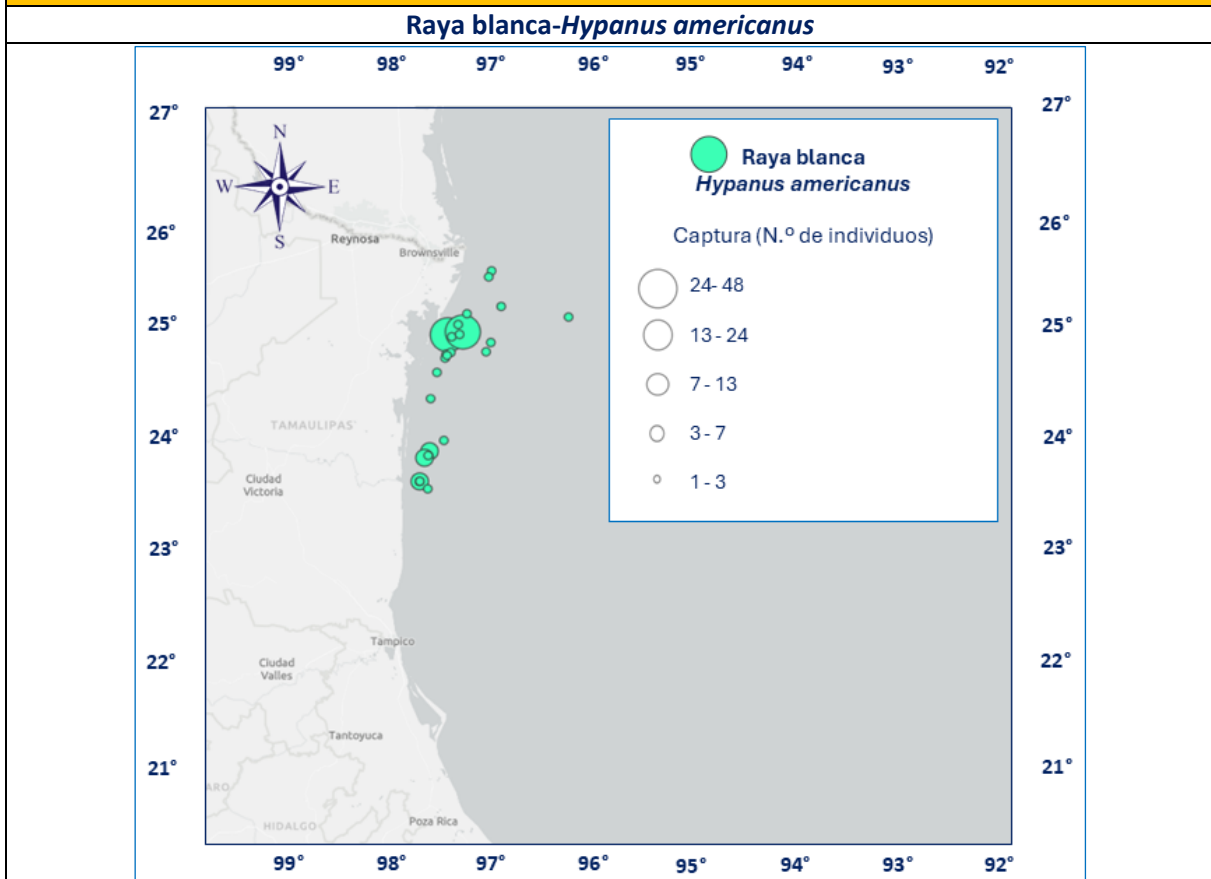 Raya blanca-Hypanus americanus
99° 98° 97° 96° 95° 94° 93° 92°
27° 27°
N
Raya blanca
Hypanus americanus
W E
26° Reynosa S Captura (N.º de individuos) 26°
Brownsville
24- 48
25° 13 - 24 25°
7 - 13
24° TAMAULIPAS 3 - 7 24°
Ciudad
Victoria
1 - 3
23° 23°
Tampico
22° Ciudad 22°
Valles
Tantoyuca
21° 21°
ARO
HIDALGO Poza Rica
99° 98° 97° 96° 95° 94° 93° 92°